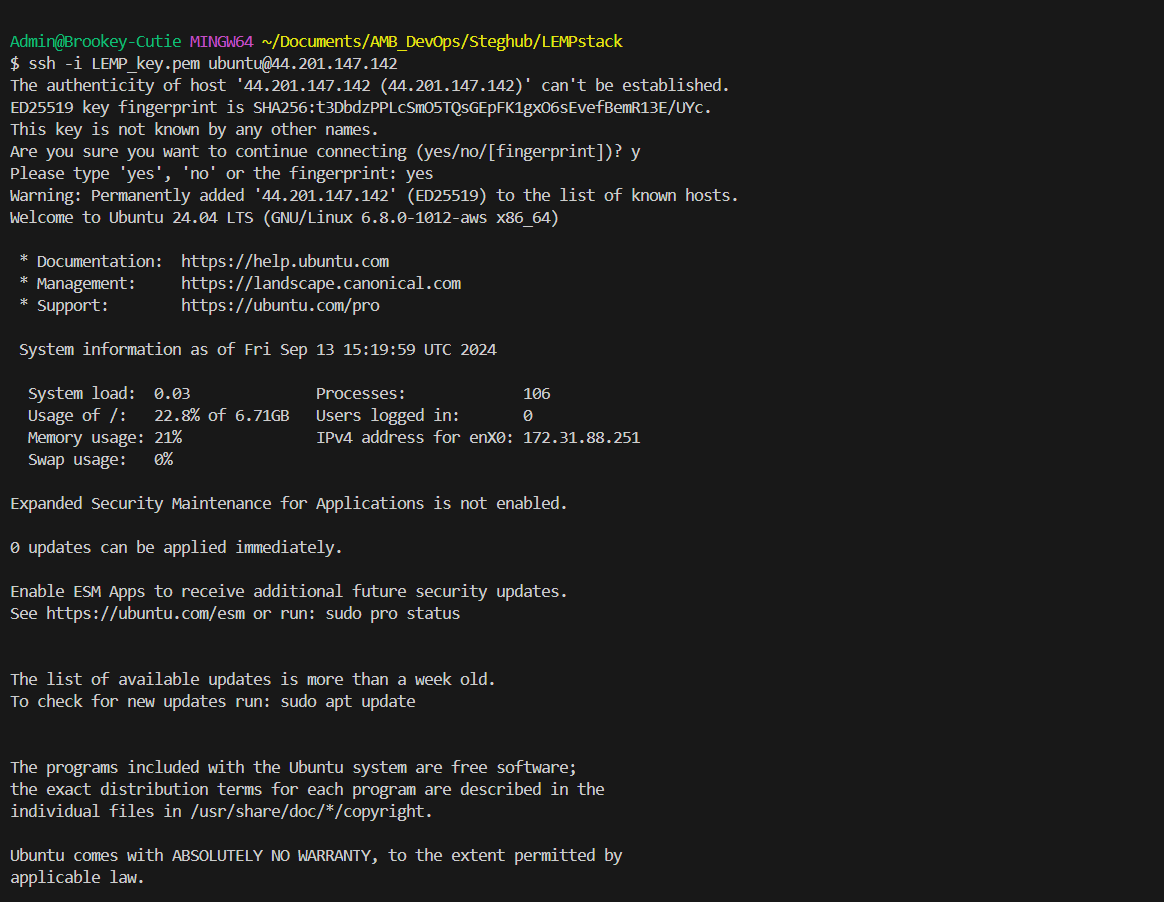 Admin@Brookey-Cutie MINGW64 ~/Documents/AMB_DevOps/Steghub/LEMPstack
$ ssh -i LEMP_key.pem ubuntu@44.201.147.142
The authenticity of host '44.201.147.142 (44.201.147.142)' can't be established.
ED25519 key fingerprint is SHA256:t3DbdzPPLcSmO5TQsGEpFK1gxO6sEvefBemR13E/UYc.
This key is not known by any other names.
Are you sure you want to continue connecting (yes/no/[fingerprint])? y
Please type 'yes', 'no' or the fingerprint: yes
Warning: Permanently added '44.201.147.142' (ED25519) to the list of known hosts.
Welcome to Ubuntu 24.04 LTS (GNU/Linux 6.8.0-1012-aws x86_64)

 * Documentation:  https://help.ubuntu.com
 * Management:     https://landscape.canonical.com
 * Support:        https://ubuntu.com/pro

 System information as of Fri Sep 13 15:19:59 UTC 2024

  System load:  0.03              Processes:             106
  Usage of /:   22.8% of 6.71GB   Users logged in:       0
  Memory usage: 21%               IPv4 address for enX0: 172.31.88.251
  Swap usage:   0%

Expanded Security Maintenance for Applications is not enabled.

0 updates can be applied immediately.

Enable ESM Apps to receive additional future security updates.
See https://ubuntu.com/esm or run: sudo pro status


The list of available updates is more than a week old.
To check for new updates run: sudo apt update


The programs included with the Ubuntu system are free software;
the exact distribution terms for each program are described in the
individual files in /usr/share/doc/*/copyright.

Ubuntu comes with ABSOLUTELY NO WARRANTY, to the extent permitted by
applicable law.